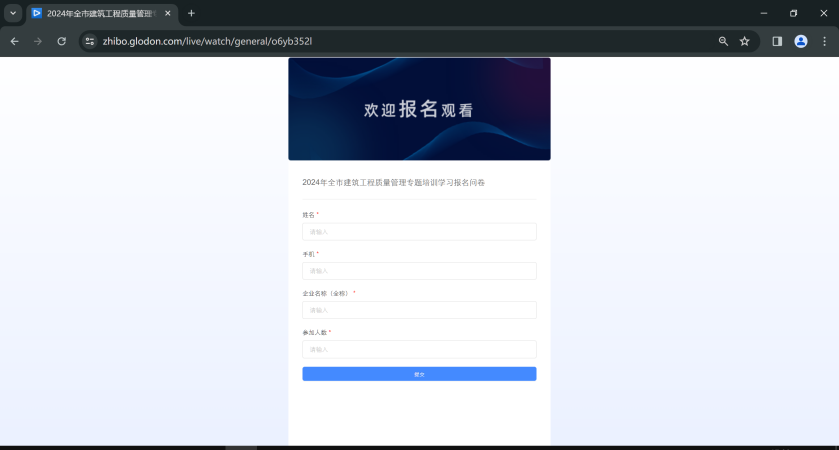 2024年全市建筑工程质量管理
zhibo.glodon.com/live/watch/general/o6yb352l
欢迎报名观看
2024年全市建筑工程质量管理专题培训学习报名问卷
姓名 *
请输入
手机 *
请输入
企业名称（全称） *
请输入
参加人数 *
请输入
提交